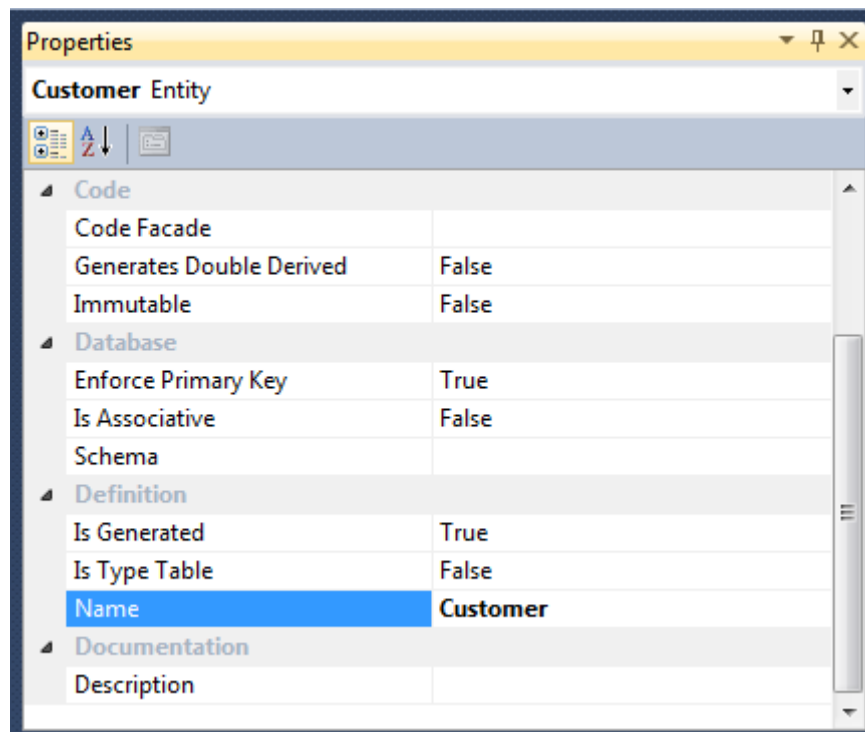 Properties
Customer Entity
Code
Code Facade
Generates Double Derived False
Immutable False
Database
Enforce Primary Key True
Is Associative False
Schema
Definition
Is Generated True
Is Type Table False
Name Customer
Documentation
Description